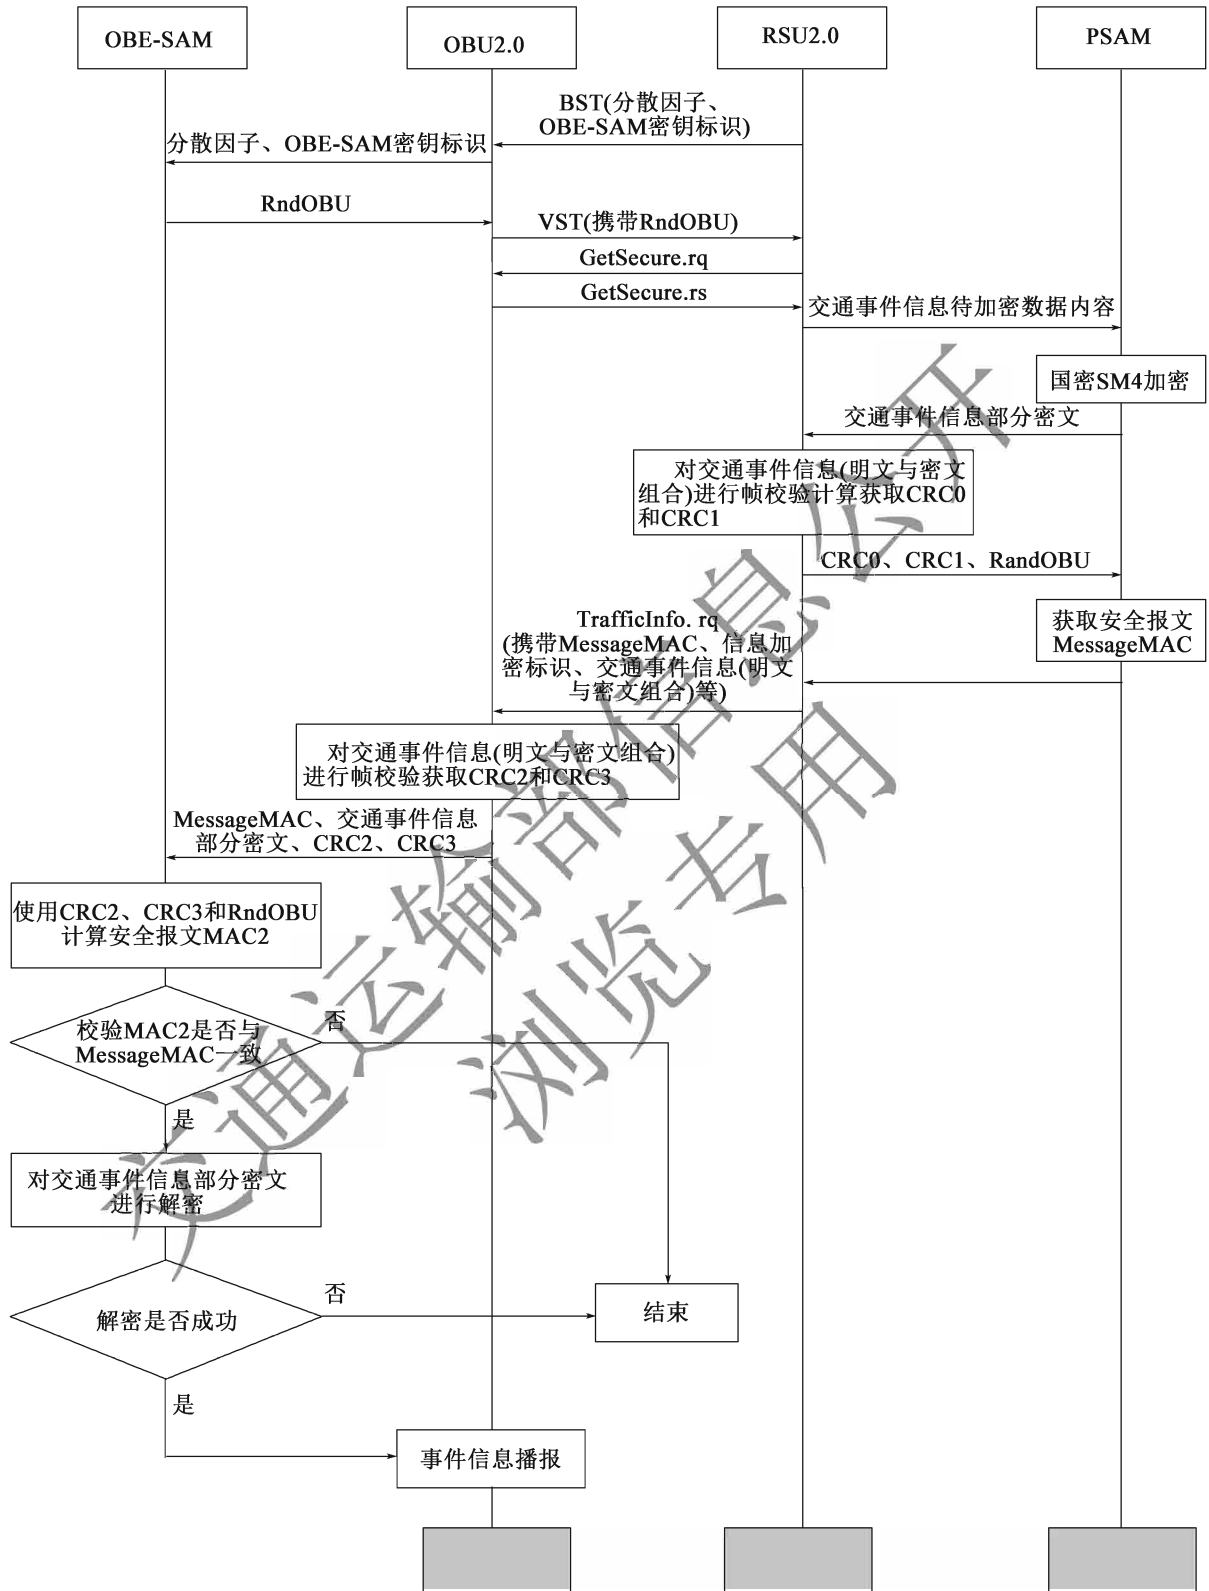 OBE-SAM
OBU2.0
RSU2.0
PSAM
BST(分散因子、
OBE-SAM密钥标识)
分散因子、OBE-SAM密钥标识
RndOBU
VST(携带RndOBU)
GetSecure.rq
GetSecure.rs
交通事件信息待加密数据内容
国密SM4加密
交通事件信息部分密文
对交通事件信息(明文与密文
组合)进行帧校验计算获取CRC0
和CRC1
CRC0、CRC1、RandOBU
获取安全报文
MessageMAC
TrafficInfo. rq
(携带MessageMAC、信息加
密标识、交通事件信息(明文
与密文组合)等)
对交通事件信息(明文与密文组合)
进行帧校验获取CRC2和CRC3
MessageMAC、交通事件信息
部分密文、CRC2、CRC3
使用CRC2、CRC3和RndOBU
计算安全报文MAC2
校验MAC2是否与
MessageMAC一致
否
是
对交通事件信息部分密文
进行解密
解密是否成功
否
结束
是
事件信息播报
交通运输部信息公开
浏览专用